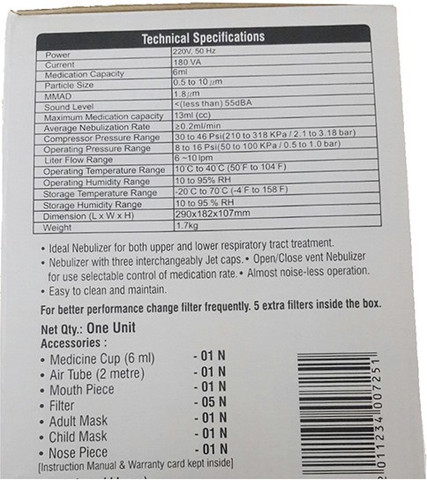 Technical Specifications
Power 220V, 50 Hz
Current 180 VA
Medication Capacity 6ml
Particle Size 0.5 to 10 µm
MMAD 1.8µm
Sound Level <(less than) 55dBA
Maximum Medication capacity 13ml (cc)
Average Nebulization Rate ≥0.2ml/min
Compressor Pressure Range 30 to 46 Psi(210 to 318 KPa / 2.1 to 3.18 bar)
Operating Pressure Range 8 to 16 Psi(50 to 100 KPa / 0.5 to 1.0 bar)
Liter Flow Range 6 ~10 lpm
Operating Temperature Range 10°C to 40°C (50°F to 104°F)
Operating Humidity Range 10 to 95% RH
Storage Temperature Range -20°C to 70°C (-4°F to 158°F)
Storage Humidity Range 10 to 95 % RH
Dimension (L x W x H) 290x182x107mm
Weight 1.7kg
• Ideal Nebulizer for both upper and lower respiratory tract treatment.
• Nebulizer with three interchangeably Jet caps. • Open/Close vent Nebulizer
for use selectable control of medication rate. • Almost noise-less operation.
• Easy to clean and maintain.
For better performance change filter frequently. 5 extra filters inside the box.
Net Qty.: One Unit
Accessories :
• Medicine Cup (6 ml) - 01 N
• Air Tube (2 metre) - 01 N
• Mouth Piece - 01 N
• Filter - 05 N
• Adult Mask - 01 N
• Child Mask - 01 N
• Nose Piece - 01 N
[Instruction Manual & Warranty card kept inside]
2011234007251